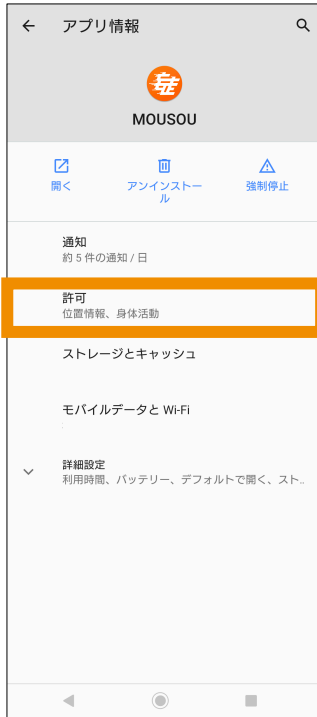 アプリ情報
MOUSOU
開く
アンインストー
ル
強制停止
通知
約 5 件の通知 / 日
許可
位置情報、身体活動
ストレージとキャッシュ
モバイルデータと Wi-Fi
詳細設定
利用時間、バッテリー、デフォルトで開く、スト..